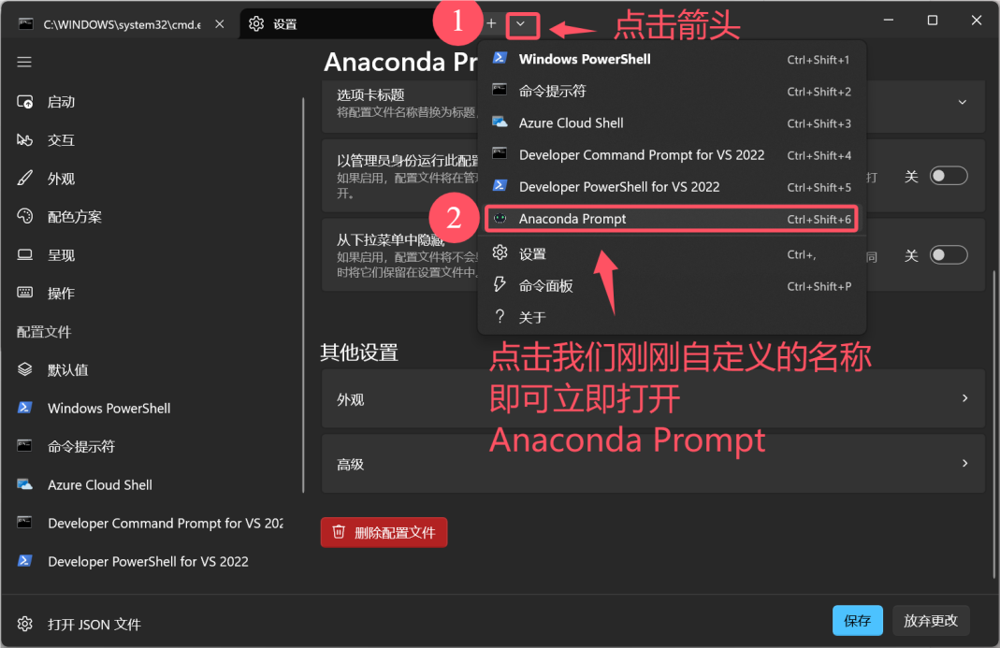 C:\WINDOWS\system32\cmd.e
设置
1
点击箭头
启动
交互
外观
配色方案
呈现
操作
配置文件
默认值
Windows PowerShell
命令提示符
Azure Cloud Shell
Developer Command Prompt for VS 202
Developer PowerShell for VS 2022
打开 JSON 文件
Anaconda Pr
选项卡标题
将配置文件名称替换为标题，
以管理员身份运行此配置
如果启用，配置文件将在管
打
开。
关
从下拉菜单中隐藏
如果启用，配置文件将不会
同
时将它们保留在设置文件中。
关
Windows PowerShell Ctrl+Shift+1
命令提示符 Ctrl+Shift+2
Azure Cloud Shell Ctrl+Shift+3
Developer Command Prompt for VS 2022 Ctrl+Shift+4
Developer PowerShell for VS 2022 Ctrl+Shift+5
2
Anaconda Prompt Ctrl+Shift+6
设置 Ctrl+,
命令面板 Ctrl+Shift+P
关于
点击我们刚刚自定义的名称
即可立即打开
Anaconda Prompt
其他设置
外观
高级
删除配置文件
保存
放弃更改